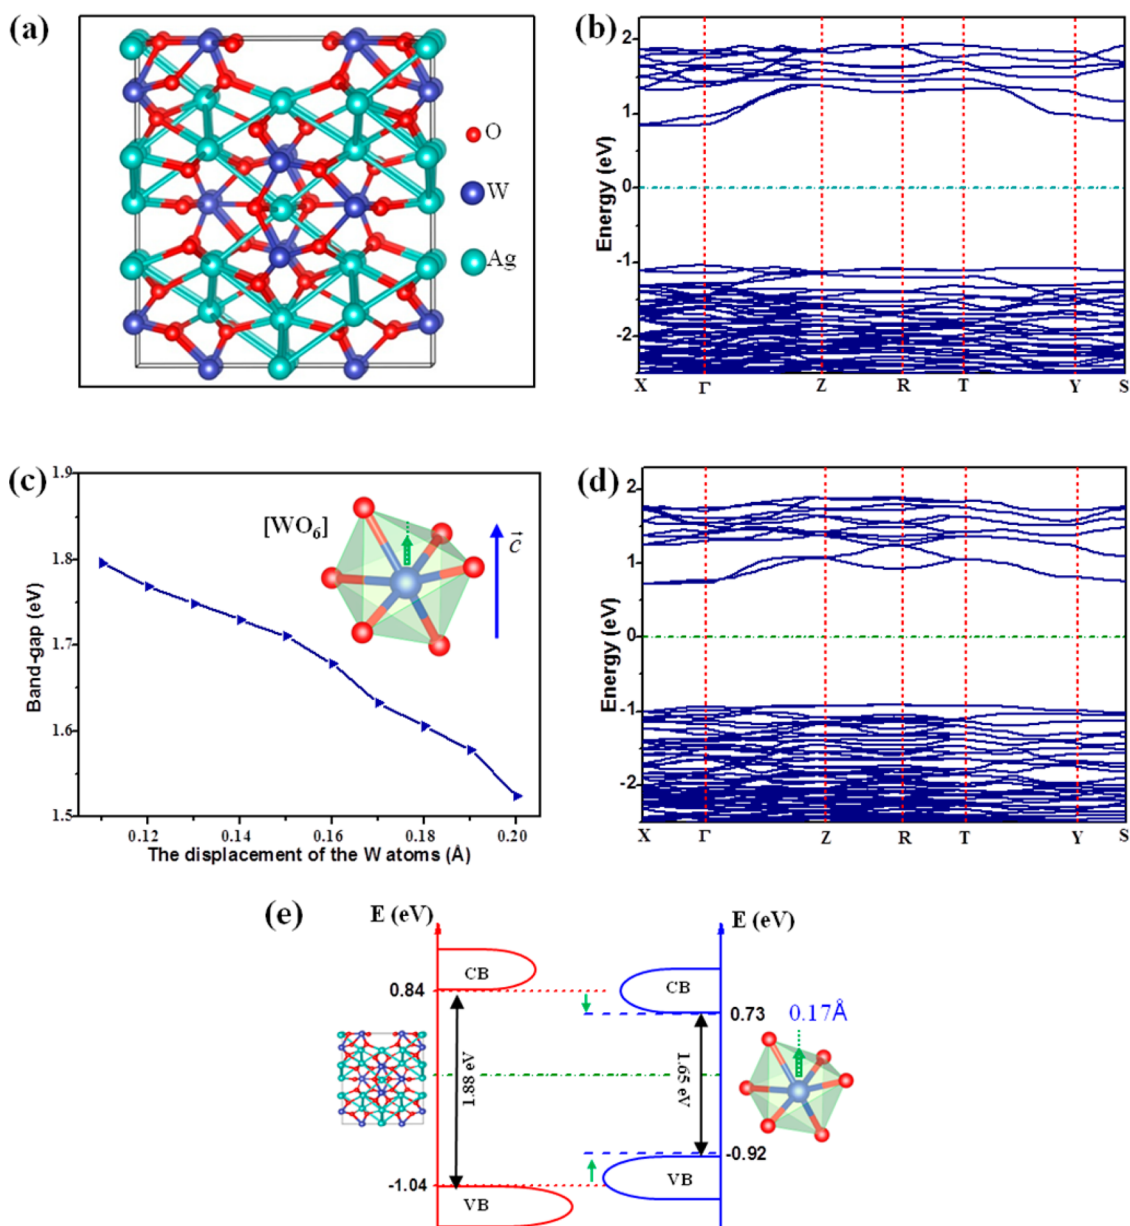 (a)
O
W
Ag
(b)
Energy (eV)
2
1
0
-1
-2
X Γ Z R T Y S
(c)
Band-gap (eV)
1.9
1.8
1.7
1.6
1.5
[WO6]
c
0.12 0.14 0.16 0.18 0.20
The displacement of the W atoms (Å)
(d)
Energy (eV)
2
1
0
-1
-2
X Γ Z R T Y S
(e)
E (eV)
E (eV)
CB
CB
0.84
0.73
0.17Å
1.88 eV
1.65 eV
-0.92
-1.04
VB
VB